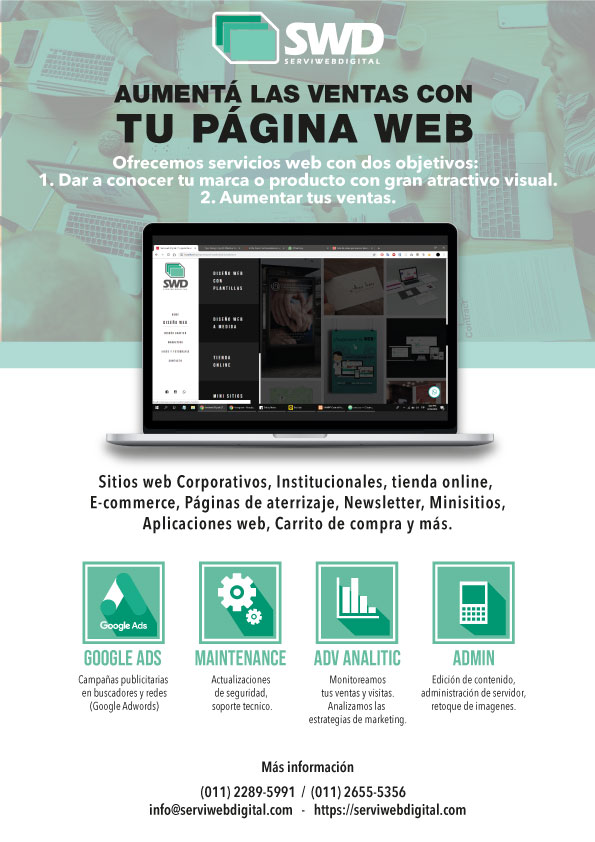 SWD
SERVIWEBDIGITAL
AUMENTÁ LAS VENTAS CON
TU PÁGINA WEB
Ofrecemos servicios web con dos objetivos:
1. Dar a conocer tu marca o producto con gran atractivo visual.
2. Aumentar tus ventas.
Contract
SWD
DISEÑO WEB
CON
PLANTILLAS
DISEÑO WEB
A MEDIDA
TIENDA
ONLINE
MINI SITIOS
HOME
DISEÑO WEB
CONTACTO
Sitios web Corporativos, Institucionales, tienda online,
E-commerce, Páginas de aterrizaje, Newsletter, Minisitios,
Aplicaciones web, Carrito de compra y más.
Google Ads
GOOGLE ADS
Campañas publicitarias
en buscadores y redes
(Google Adwords)
MAINTENANCE
Actualizaciones
de seguridad,
soporte tecnico.
ADV ANALITIC
Monitoreamos
tus ventas y visitas.
Analizamos las
estrategias de marketing.
ADMIN
Edición de contenido,
administración de servidor,
retoque de imagenes.
Más información
(011) 2289-5991 / (011) 2655-5356
info@serviwebdigital.com - https://serviwebdigital.com